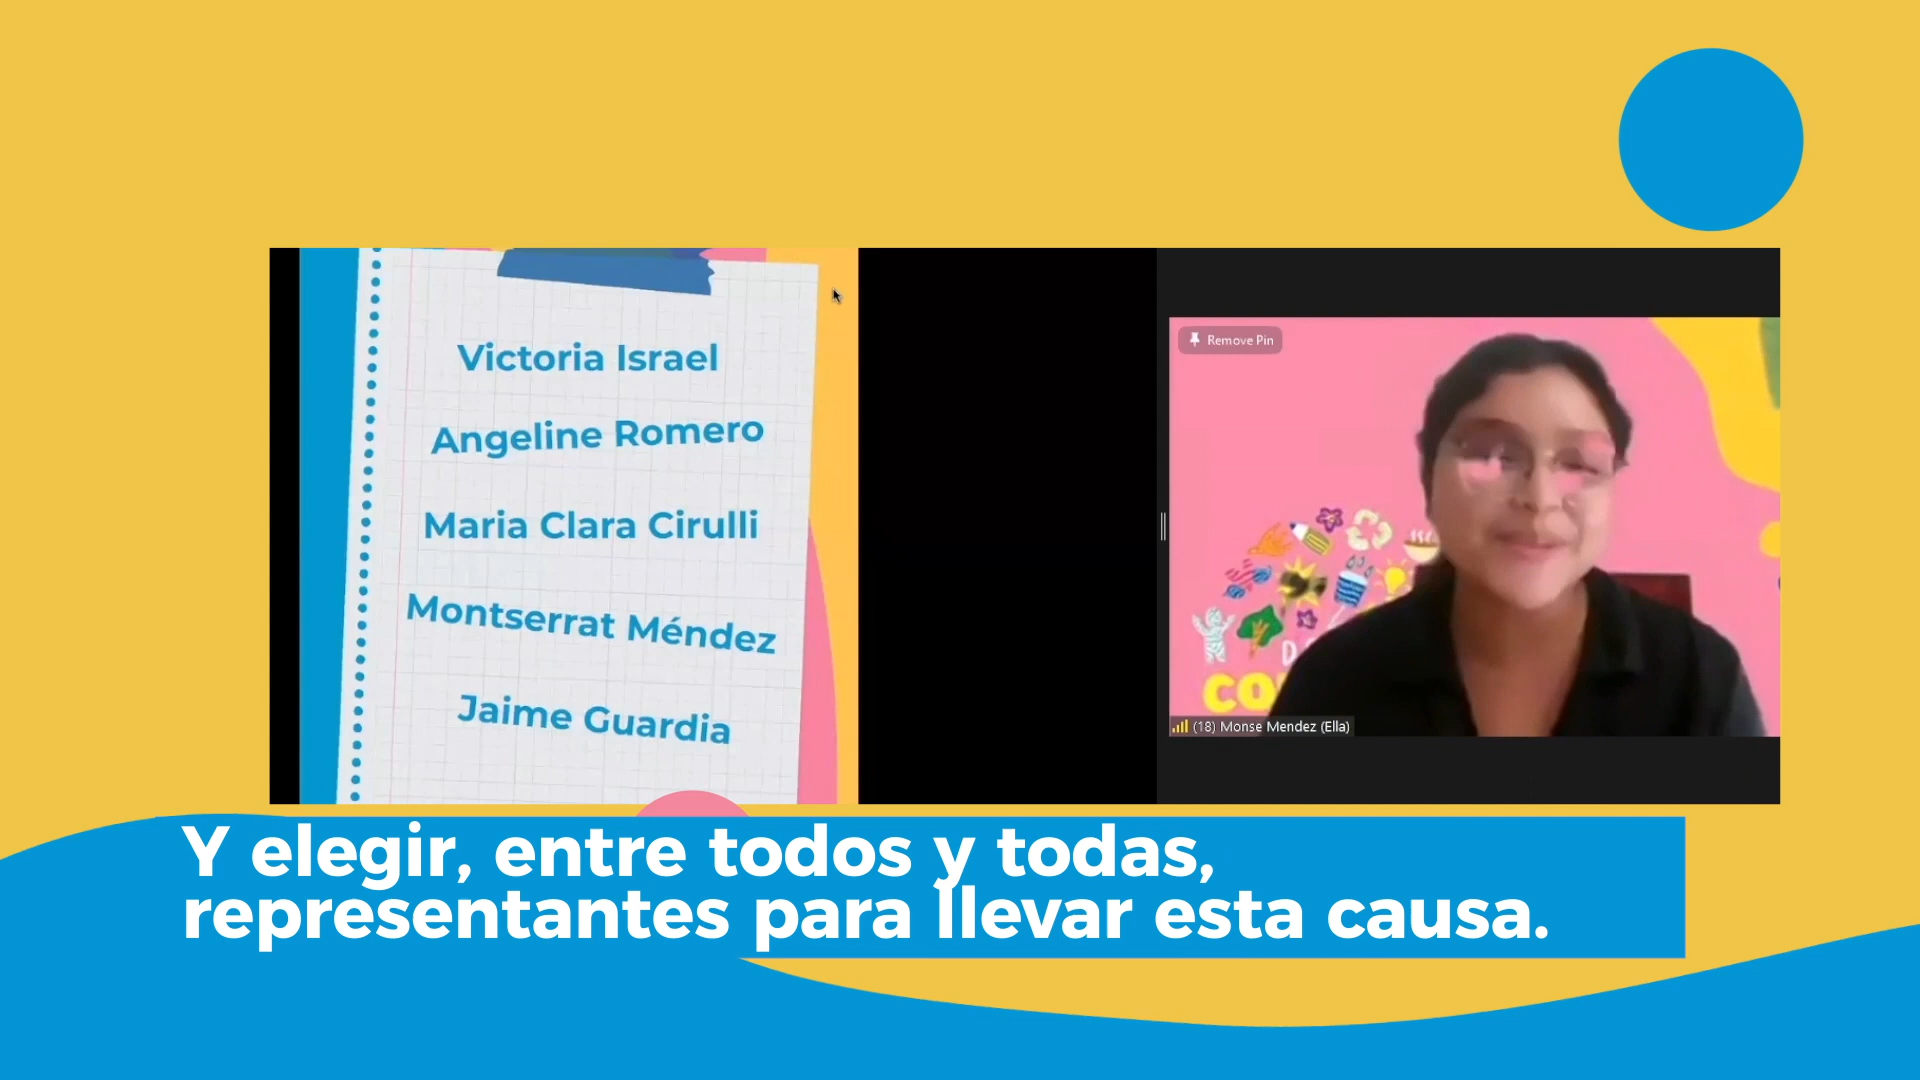 Victoria Israel
Angeline Romero
Maria Clara Cirulli
Montserrat Méndez
Jaime Guardia
Remove Pin
(18) Monse Mendez (Ella)
Y elegir, entre todos y todas,
representantes para llevar esta causa.